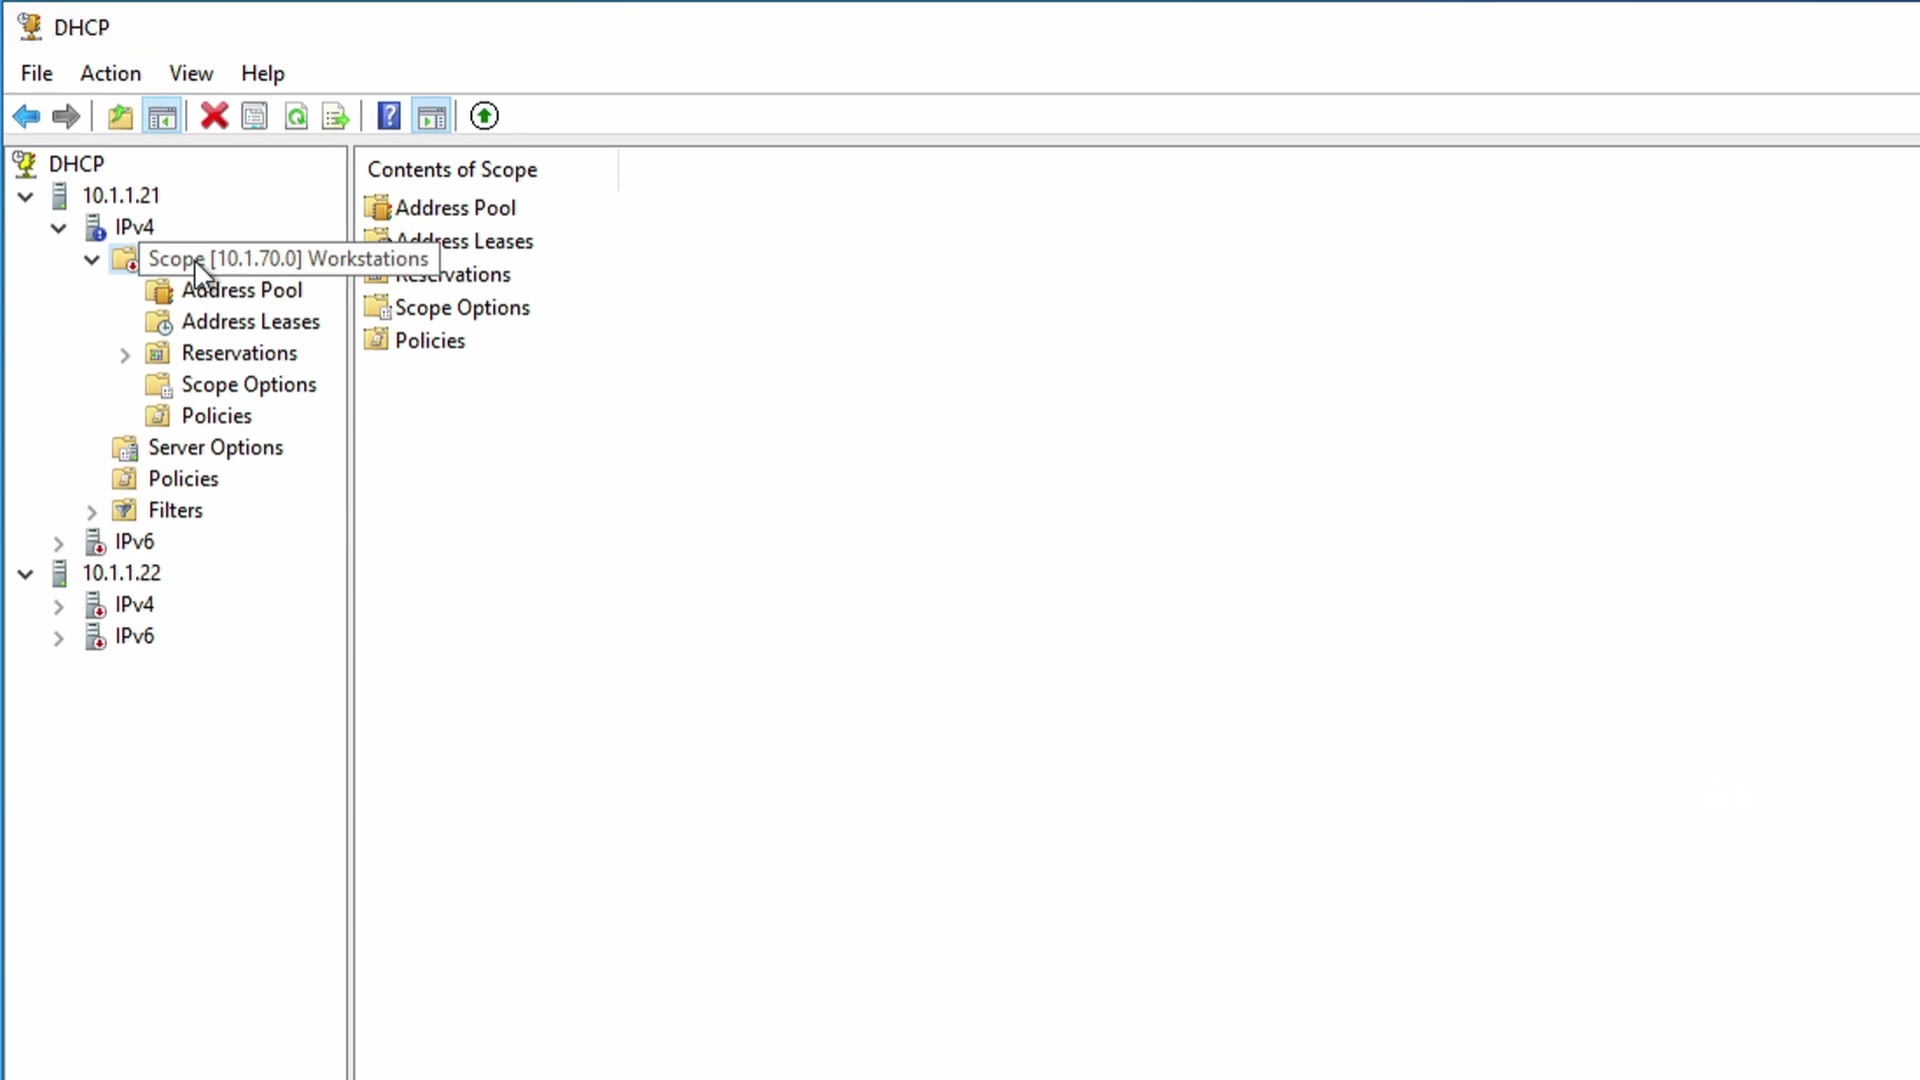 DHCP
File Action View Help
DHCP
10.1.1.21
IPv4
Scope [10.1.70.0] Workstations
Address Pool
Address Leases
Reservations
Scope Options
Policies
Server Options
Policies
Filters
IPv6
10.1.1.22
IPv4
IPv6
Contents of Scope
Address Pool
Address Leases
Reservations
Scope Options
Policies